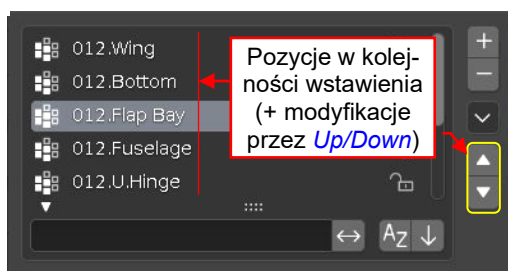 012.Wing
012.Bottom
012.Flap Bay
012.Fuselage
012.U.Hinge
Pozycje w kolej-
ności wstawienia
(+ modyfikacje
przez Up/Down)
AZ